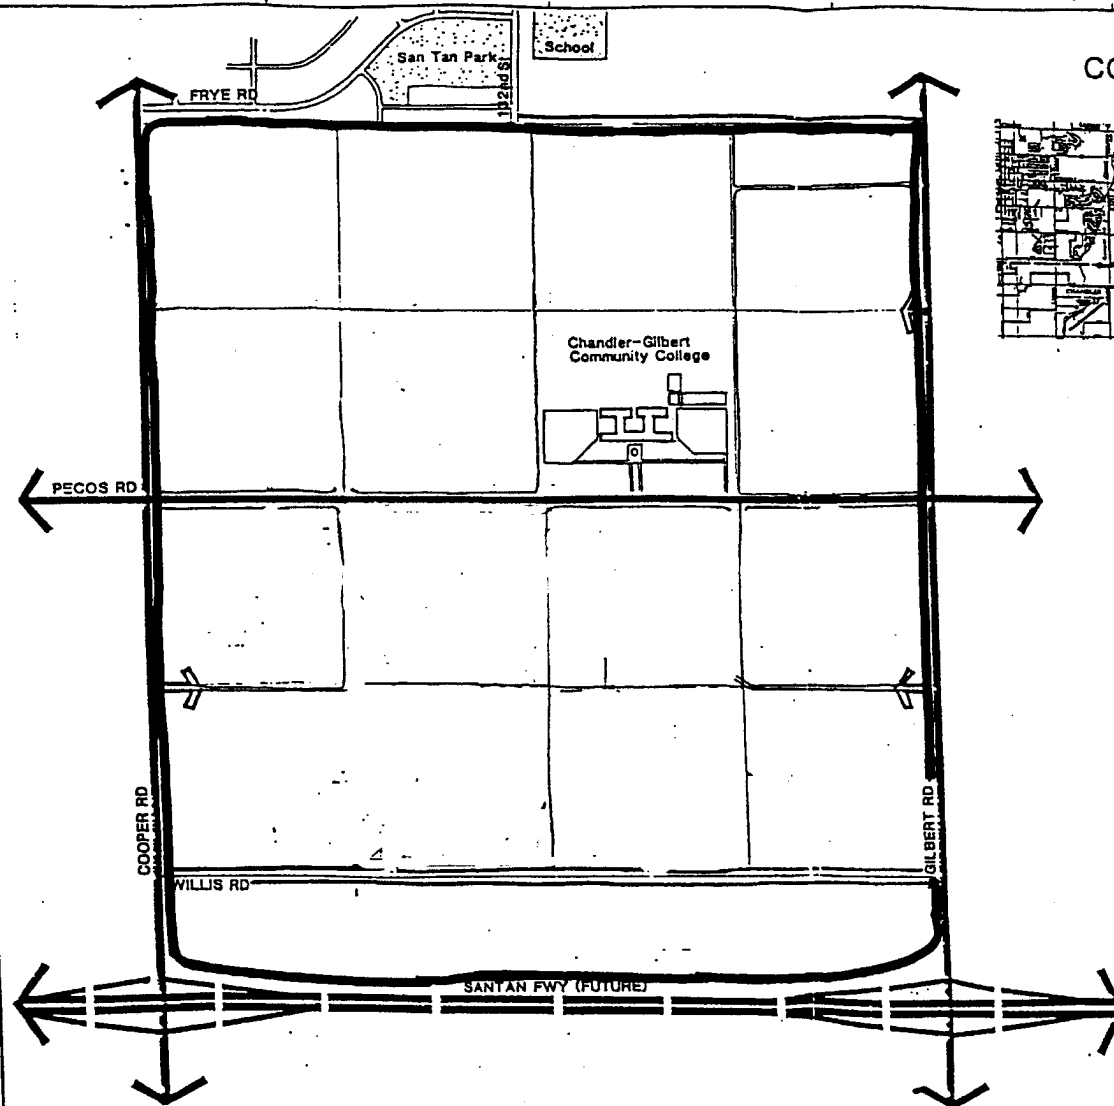 San Tan Park
School
132nd St
CO
FRYE RD
Chandler-Gilbert
Community College
PECOS RD
COOPER RD
GILBERT RD
WILLIS RD
SANTAN FWY (FUTURE)